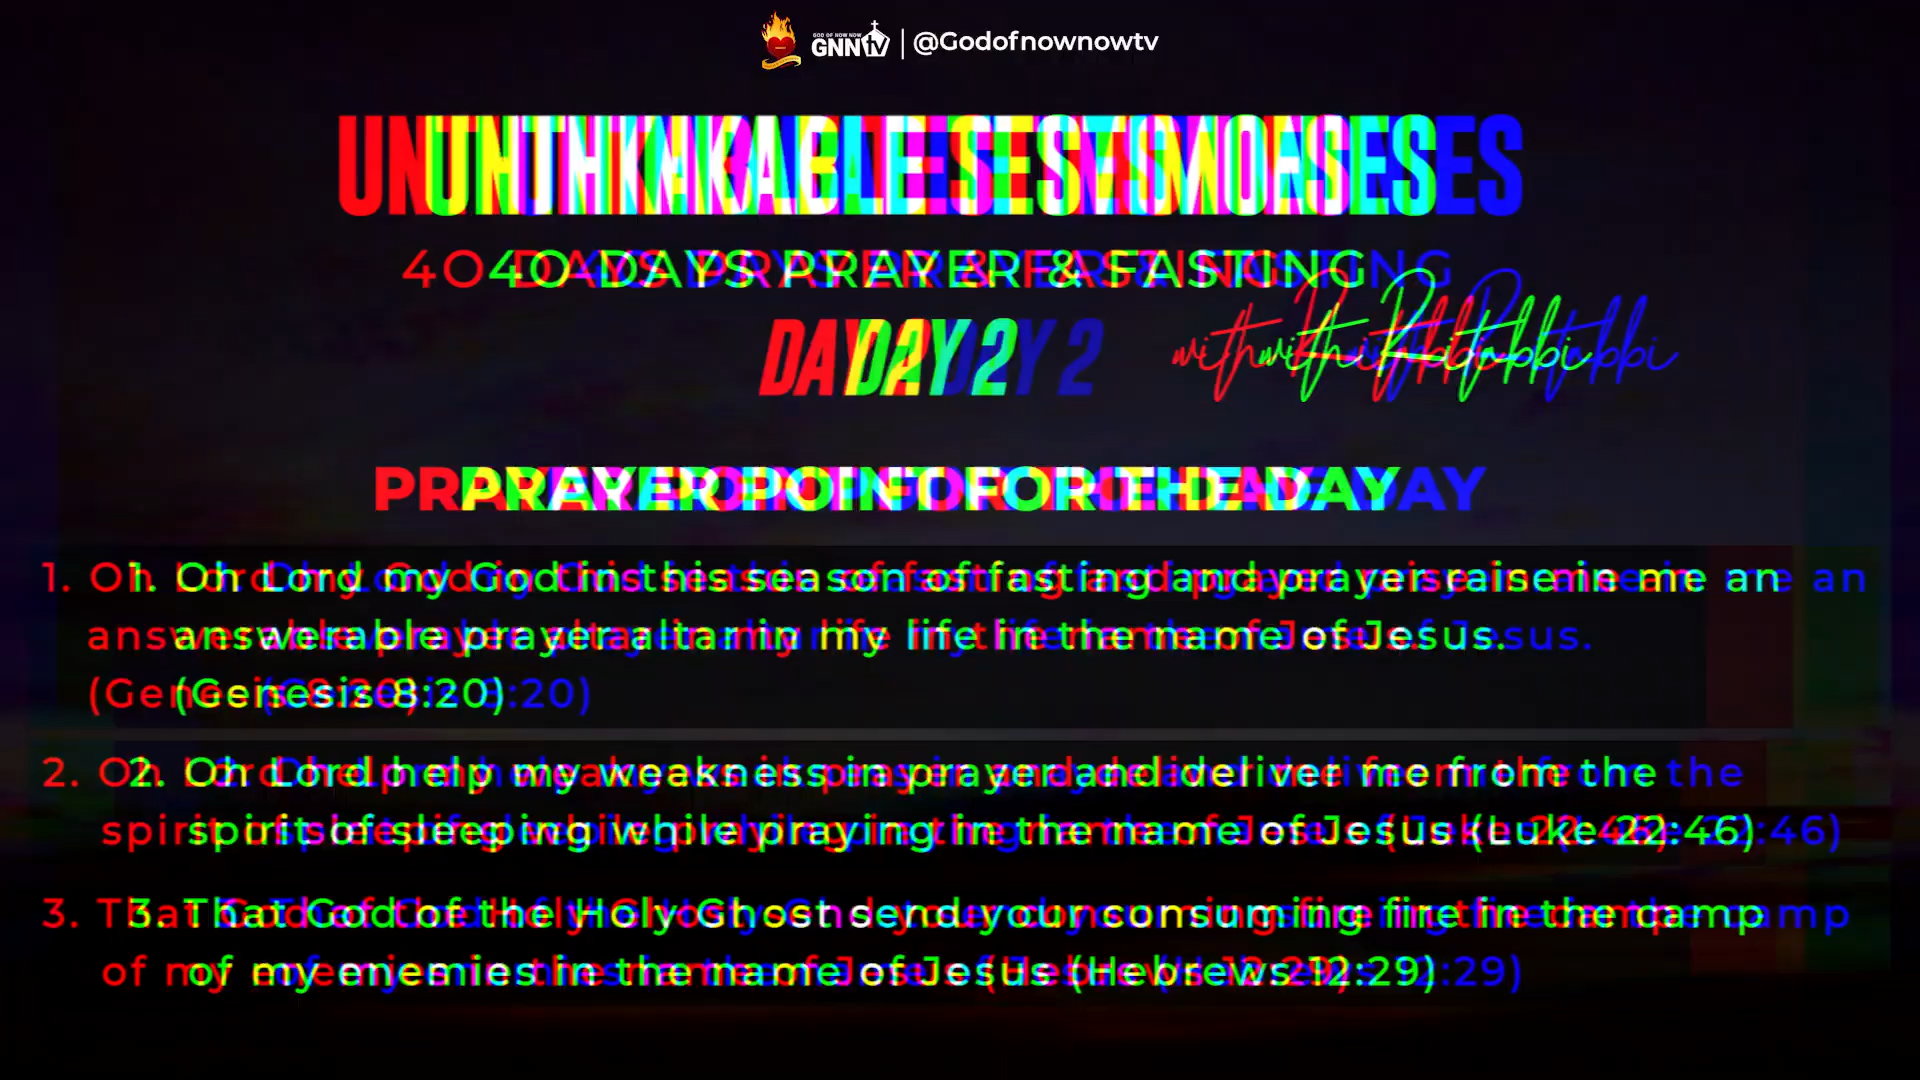 GOD OF NOW NOW
GNNtv | @Godofnownowtv
UNTHINKABLE
40 DAYS PRAYER & FASTING
DAY 2
with Rabbi
PRAYER POINT FOR THE DAY
1. Oh Lord my God in this season of fasting and prayer raise in me an
answerable prayer altar in my life in the name of Jesus.
(Genesis 8:20)
2. Oh Lord help my weakness in prayer and deliver me from the
spirit of sleeping while praying in the name of Jesus (Luke 22:46)
3. That God of the Holy Ghost send your consuming fire in the camp
of my enemies in the name of Jesus (Hebrews 12:29)